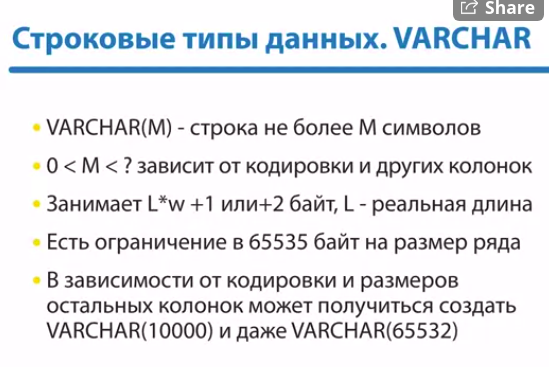 Share
Строковые типы данных. VARCHAR
VARCHAR(M) - строка не более M символов
0 < M < ? зависит от кодировки и других колонок
Занимает L*w +1 или+2 байт, L - реальная длина
Есть ограничение в 65535 байт на размер ряда
В зависимости от кодировки и размеров
остальных колонок может получиться создать
VARCHAR(10000) и даже VARCHAR(65532)